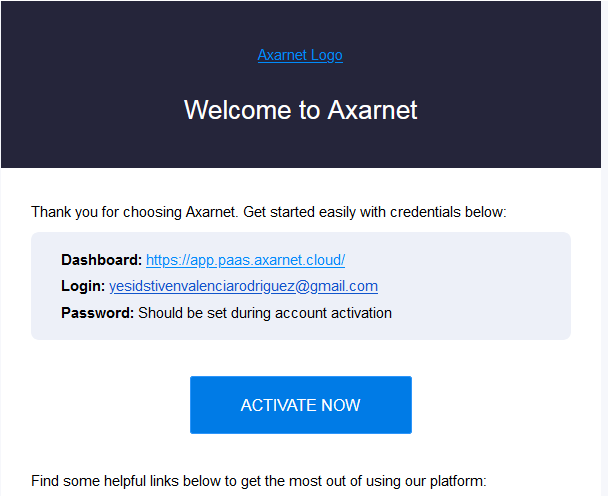 Axarnet Logo
Welcome to Axarnet
Thank you for choosing Axarnet. Get started easily with credentials below:
Dashboard: https://app.paas.axarnet.cloud/
Login: yesidstivenvalenciarodriguez@gmail.com
Password: Should be set during account activation
ACTIVATE NOW
Find some helpful links below to get the most out of using our platform: